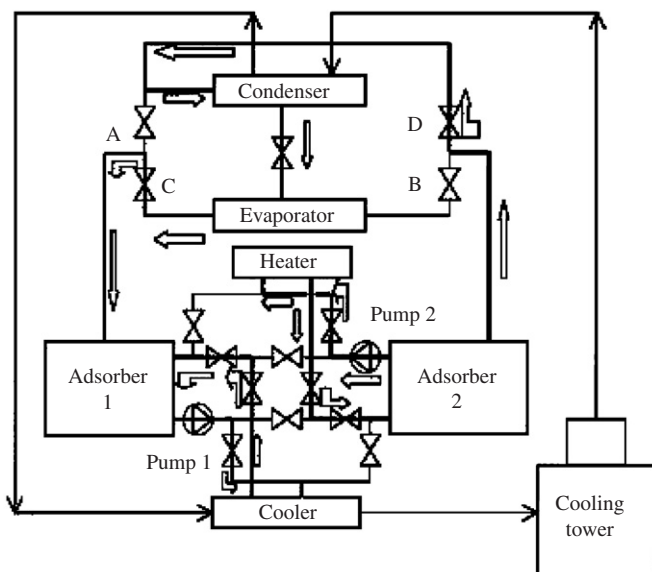 Condenser
A
D
C
B
Evaporator
Heater
Pump 2
Adsorber
1
Adsorber
2
Pump 1
Cooler
Cooling
tower